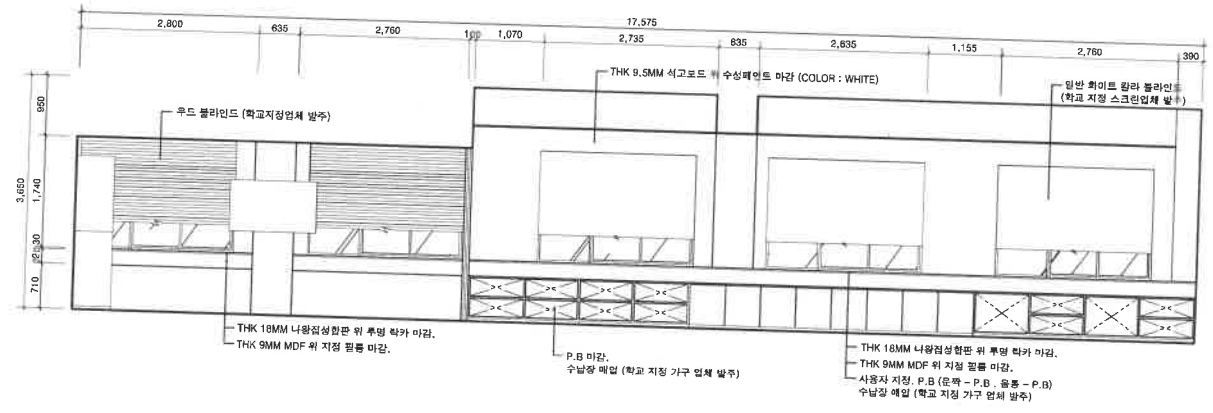 17,575
2,800 635 2,760 100 1,070 2,735 635 2,635 1,155 2,760 390
THK 9.5MM 석고보드 위 수성페인트 마감 (COLOR : WHITE)
일반 화이트 칼라 블라인드
(학교 지정 스크린업체 발주)
우드 블라인드 (학교지정업체 발주)
950
3,650
1,740
710
THK 18MM 나왕집성합판 위 투명 락카 마감.
THK 9MM MDF 위 지정 필름 마감.
P.B 마감.
수납장 매입 (학교 지정 가구 업체 발주)
THK 18MM 나왕집성합판 위 투명 락카 마감.
THK 9MM MDF 위 지정 필름 마감.
사용자 지정. P.B (문짝 - P.B . 몸통 - P.B)
수납장 매입 (학교 지정 가구 업체 발주)